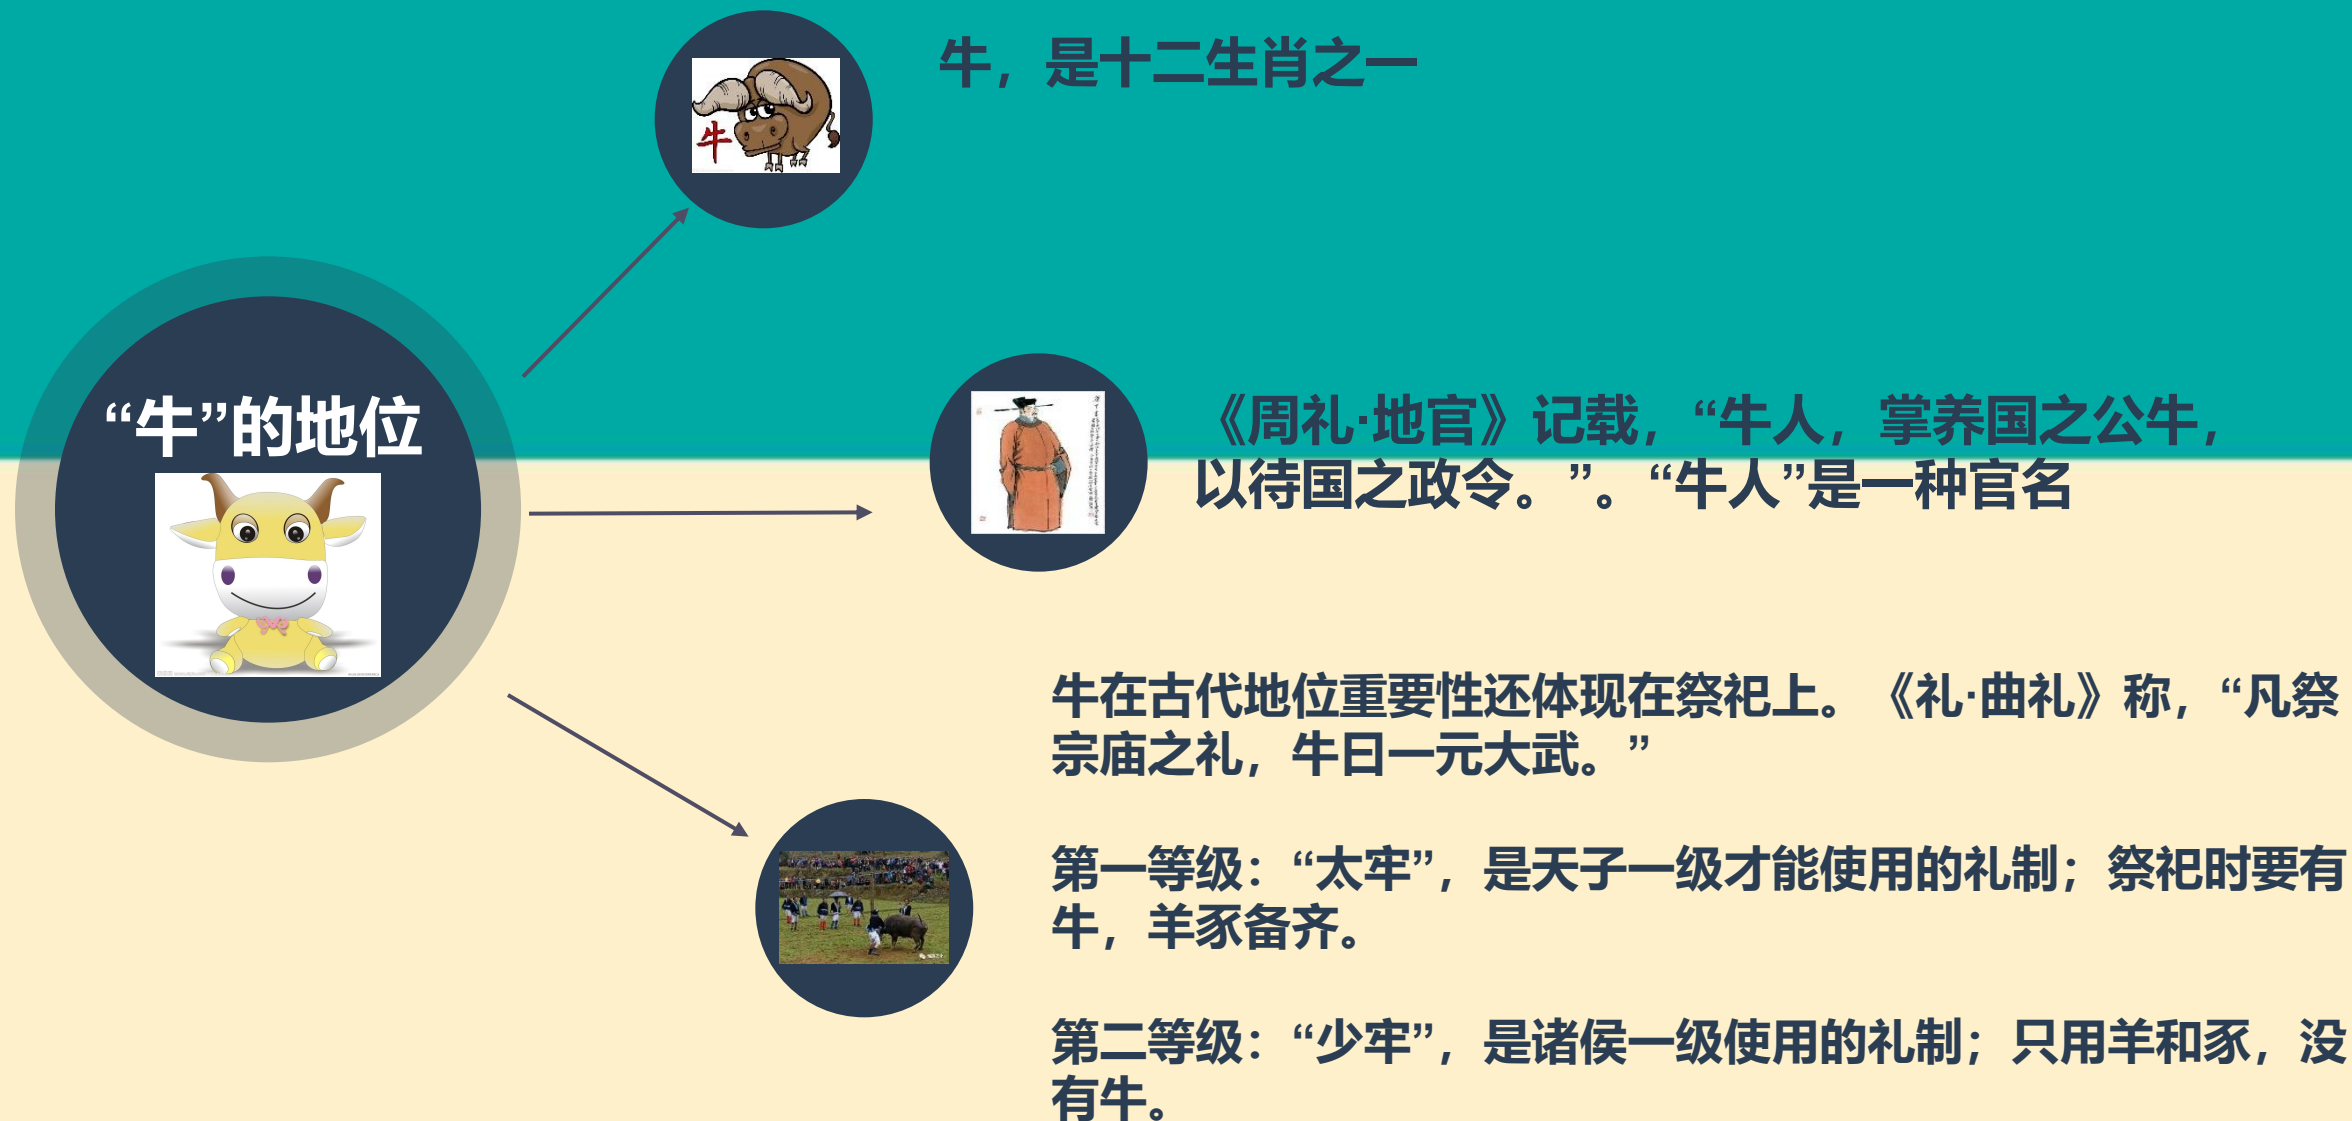 牛，是十二生肖之一
牛
“牛”的地位
《周礼·地官》记载，“牛人，掌养国之公牛，
以待国之政令。”。“牛人”是一种官名
牛在古代地位重要性还体现在祭祀上。《礼·曲礼》称，“凡祭
宗庙之礼，牛曰一元大武。”
第一等级：“太牢”，是天子一级才能使用的礼制；祭祀时要有
牛，羊豕备齐。
第二等级：“少牢”，是诸侯一级使用的礼制；只用羊和豕，没
有牛。